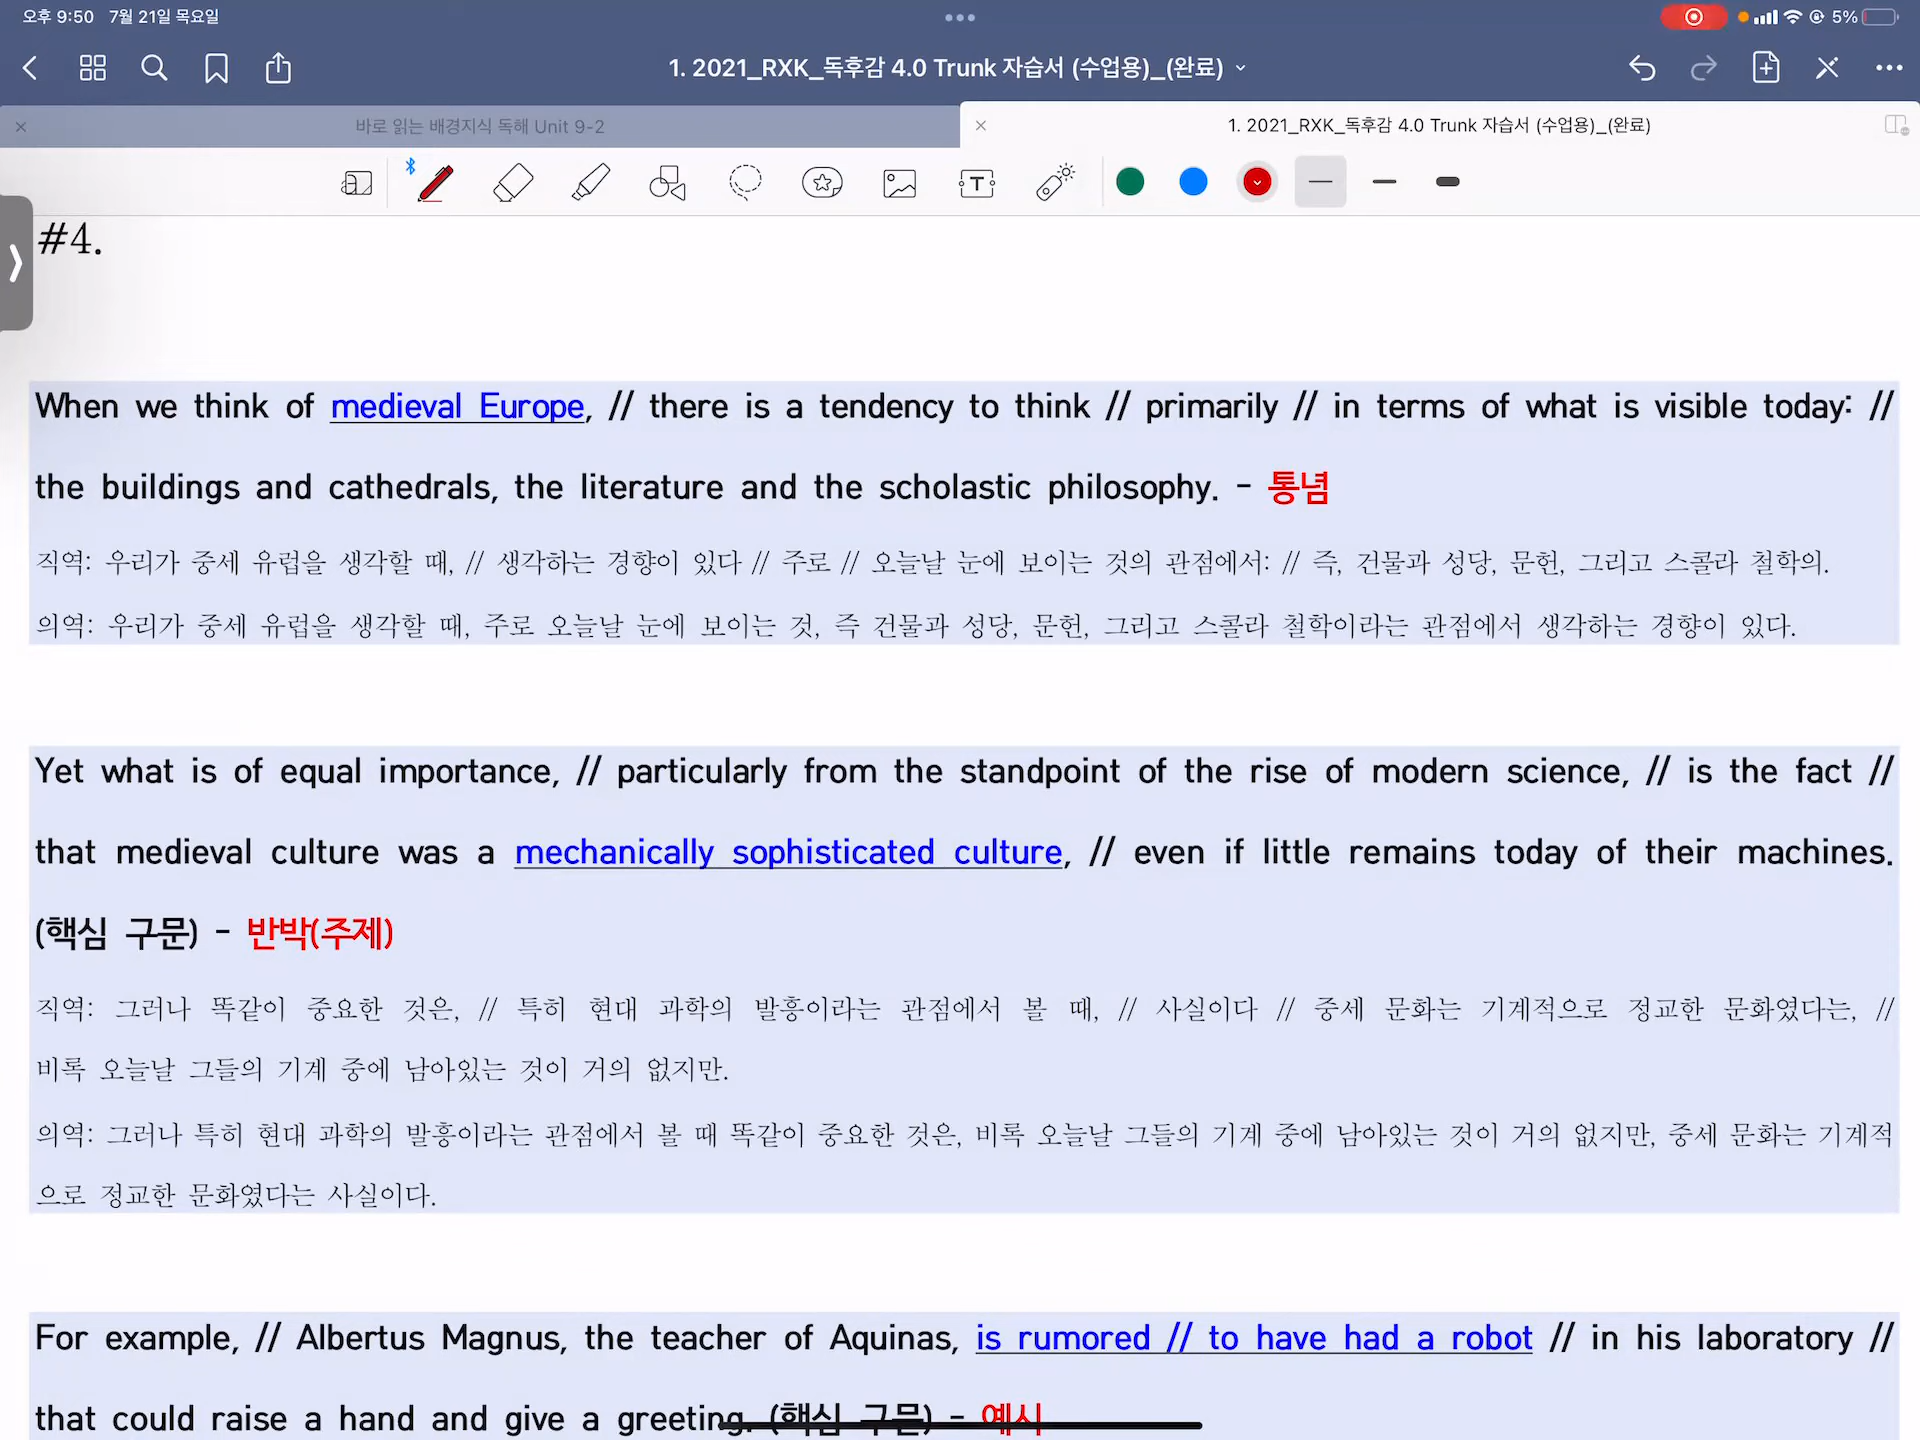 오후 9:50 7월 21일 목요일
5%
1. 2021_RXK_독후감 4.0 Trunk 자습서 (수업용)_(완료)
바로 읽는 배경지식 독해 Unit 9-2
1. 2021_RXK_독후감 4.0 Trunk 자습서 (수업용)_(완료)
#4.
When we think of medieval Europe, // there is a tendency to think // primarily // in terms of what is visible today: //
the buildings and cathedrals, the literature and the scholastic philosophy. - 통념
직역: 우리가 중세 유럽을 생각할 때, // 생각하는 경향이 있다 // 주로 // 오늘날 눈에 보이는 것의 관점에서: // 즉, 건물과 성당, 문헌, 그리고 스콜라 철학의.
의역: 우리가 중세 유럽을 생각할 때, 주로 오늘날 눈에 보이는 것, 즉 건물과 성당, 문헌, 그리고 스콜라 철학이라는 관점에서 생각하는 경향이 있다.
Yet what is of equal importance, // particularly from the standpoint of the rise of modern science, // is the fact //
that medieval culture was a mechanically sophisticated culture, // even if little remains today of their machines.
(핵심 구문) - 반박(주제)
직역: 그러나 똑같이 중요한 것은, // 특히 현대 과학의 발흥이라는 관점에서 볼 때, // 사실이다 // 중세 문화는 기계적으로 정교한 문화였다는, //
비록 오늘날 그들의 기계 중에 남아있는 것이 거의 없지만.
의역: 그러나 특히 현대 과학의 발흥이라는 관점에서 볼 때 똑같이 중요한 것은, 비록 오늘날 그들의 기계 중에 남아있는 것이 거의 없지만, 중세 문화는 기계적
으로 정교한 문화였다는 사실이다.
For example, // Albertus Magnus, the teacher of Aquinas, is rumored // to have had a robot // in his laboratory //
that could raise a hand and give a greeting. (핵심 구문) - 예시